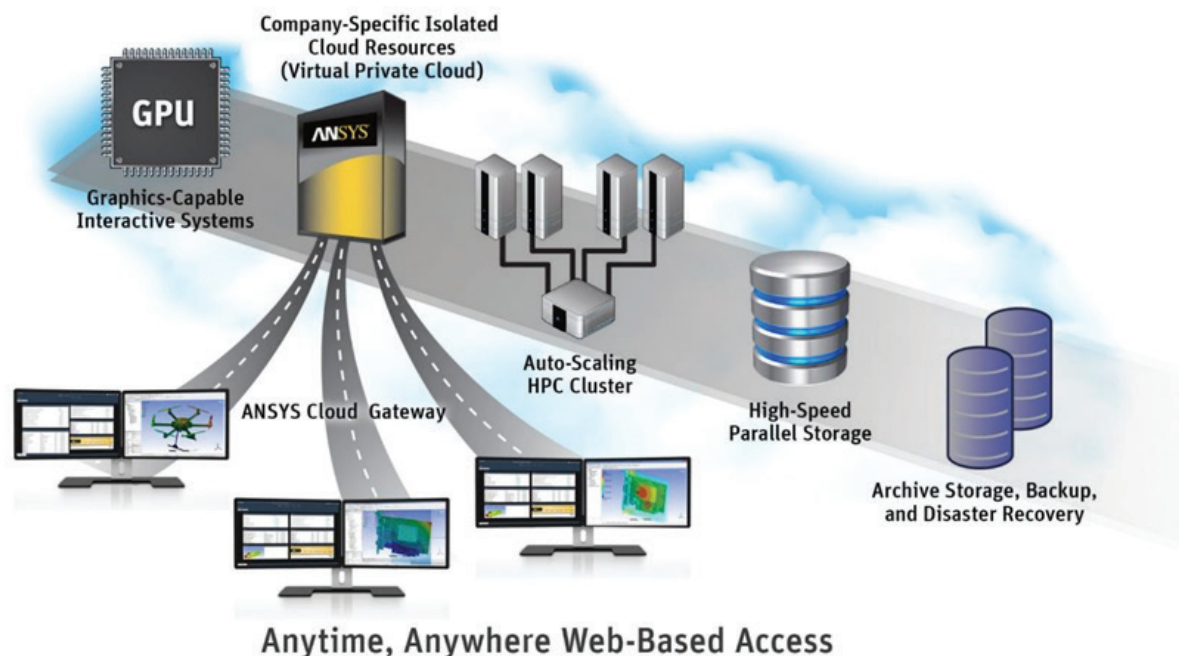 Company-Specific Isolated
Cloud Resources
(Virtual Private Cloud)
GPU
ANSYS
Graphics-Capable
Interactive Systems
Auto-Scaling
HPC Cluster
ANSYS Cloud Gateway
High-Speed
Parallel Storage
Archive Storage, Backup,
and Disaster Recovery
Anytime, Anywhere Web-Based Access